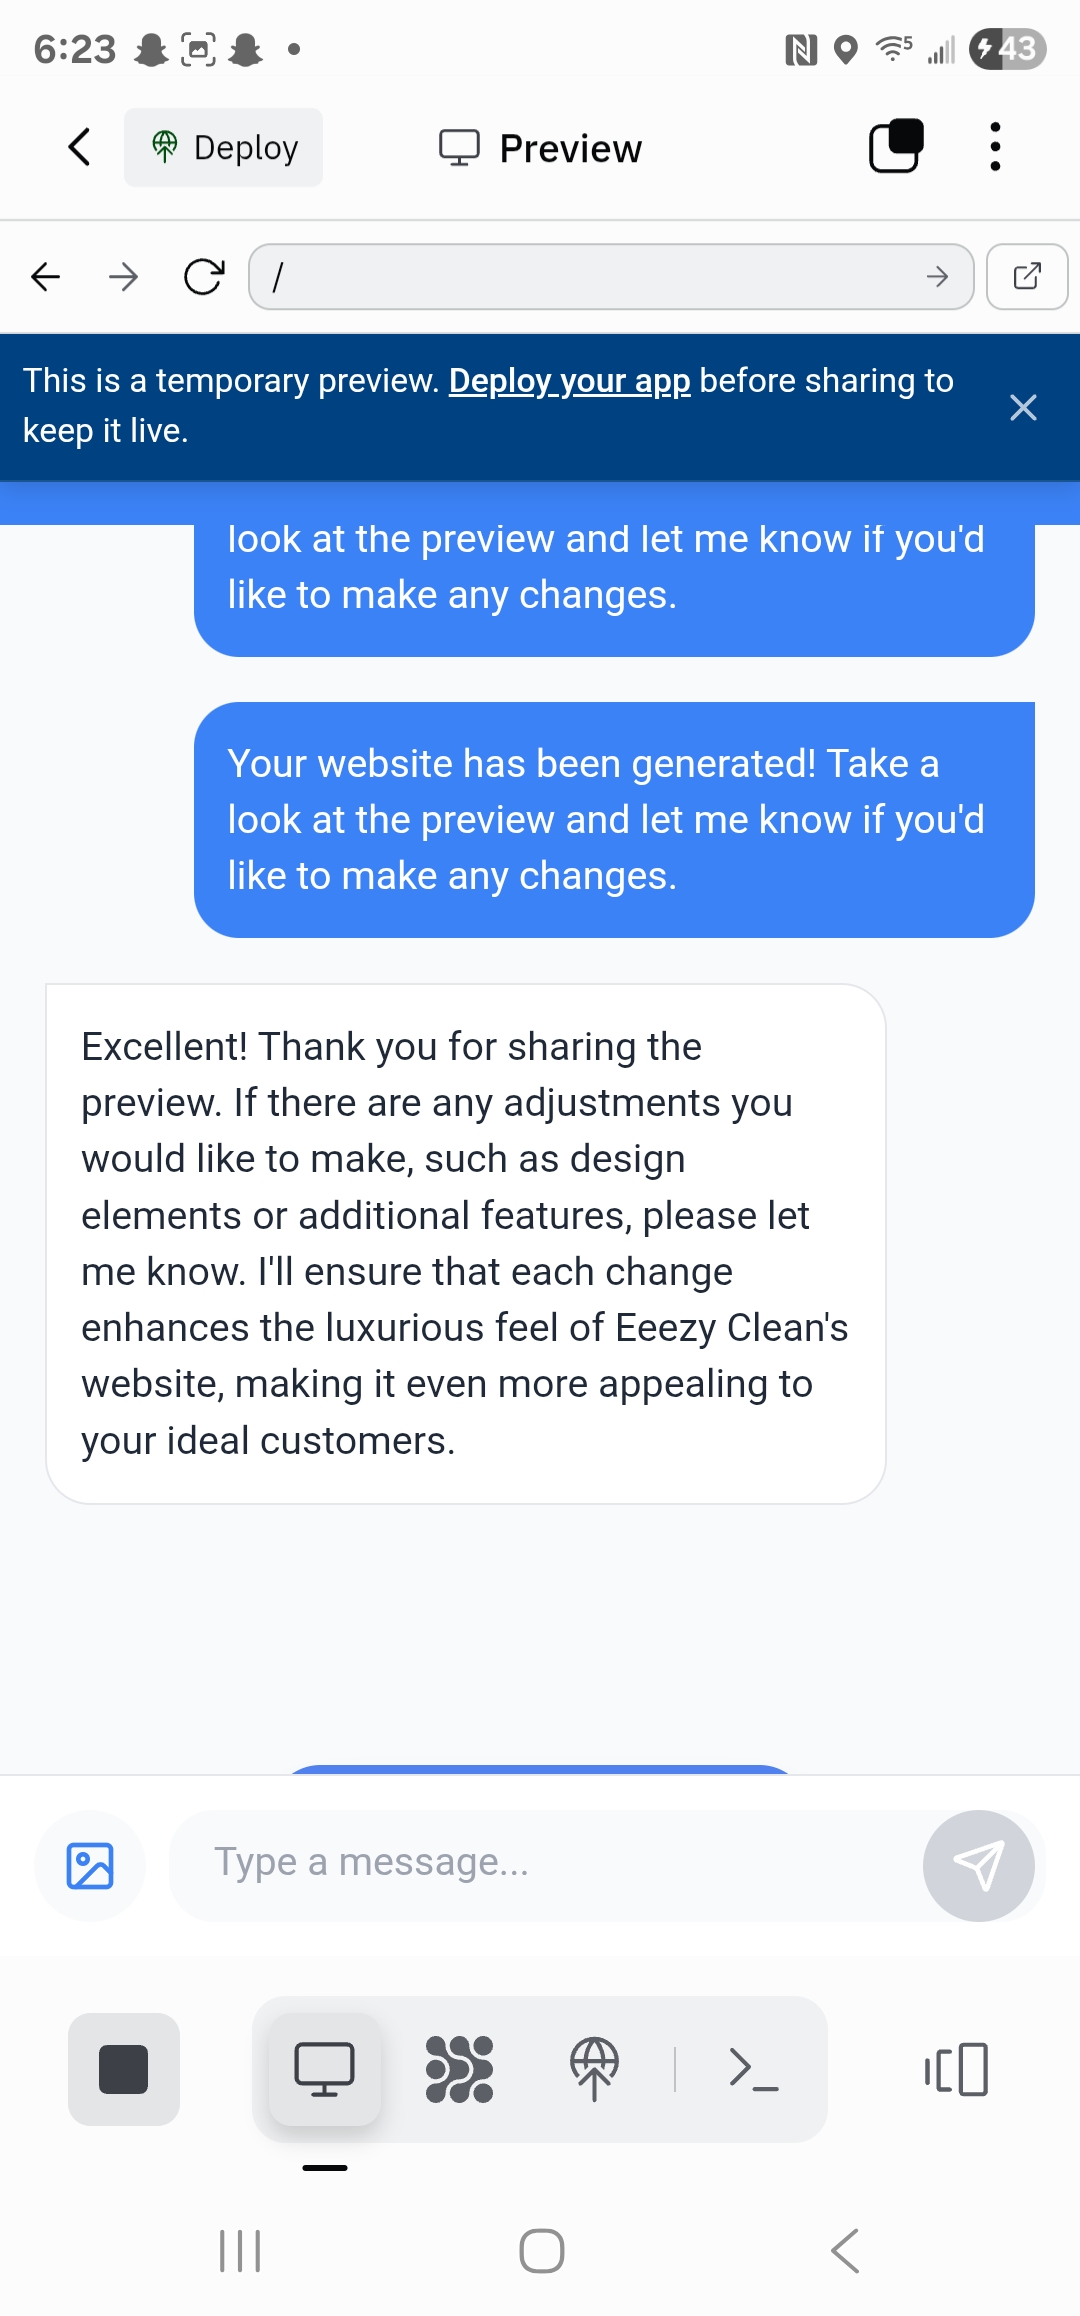 6:23
5
43
Deploy
Preview
/
This is a temporary preview. Deploy your app before sharing to
keep it live.
look at the preview and let me know if you'd
like to make any changes.
Your website has been generated! Take a
look at the preview and let me know if you'd
like to make any changes.
Excellent! Thank you for sharing the
preview. If there are any adjustments you
would like to make, such as design
elements or additional features, please let
me know. I'll ensure that each change
enhances the luxurious feel of Eeezy Clean's
website, making it even more appealing to
your ideal customers.
Type a message...